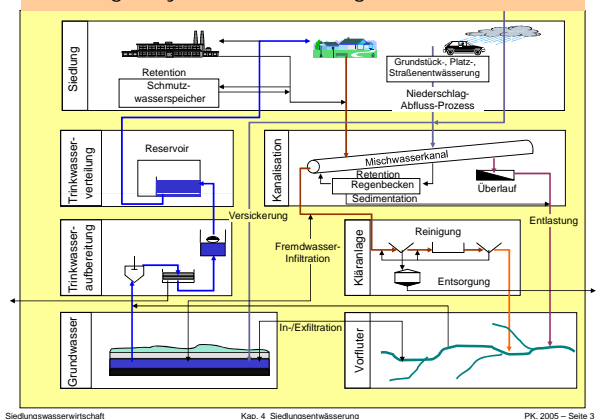 Siedlung
Retention
Schmutz-
wasserspeicher
Grundstück-, Platz-,
Straßenentwässerung
Niederschlag-
Abfluss-Prozess
Trinkwasser-
verteilung
Reservoir
Versickerung
Kanalisation
Mischwasserkanal
Retention
Regenbecken
Sedimentation
Überlauf
Entlastung
Trinkwasser-
aufbereitung
Fremdwasser-
Infiltration
Kläranlage
Reinigung
Entsorgung
Grundwasser
In-/Exfiltration
Vorfluter
Siedlungswasserwirtschaft
Kap. 4 Siedlungsentwässerung
PK, 2005 – Seite 3